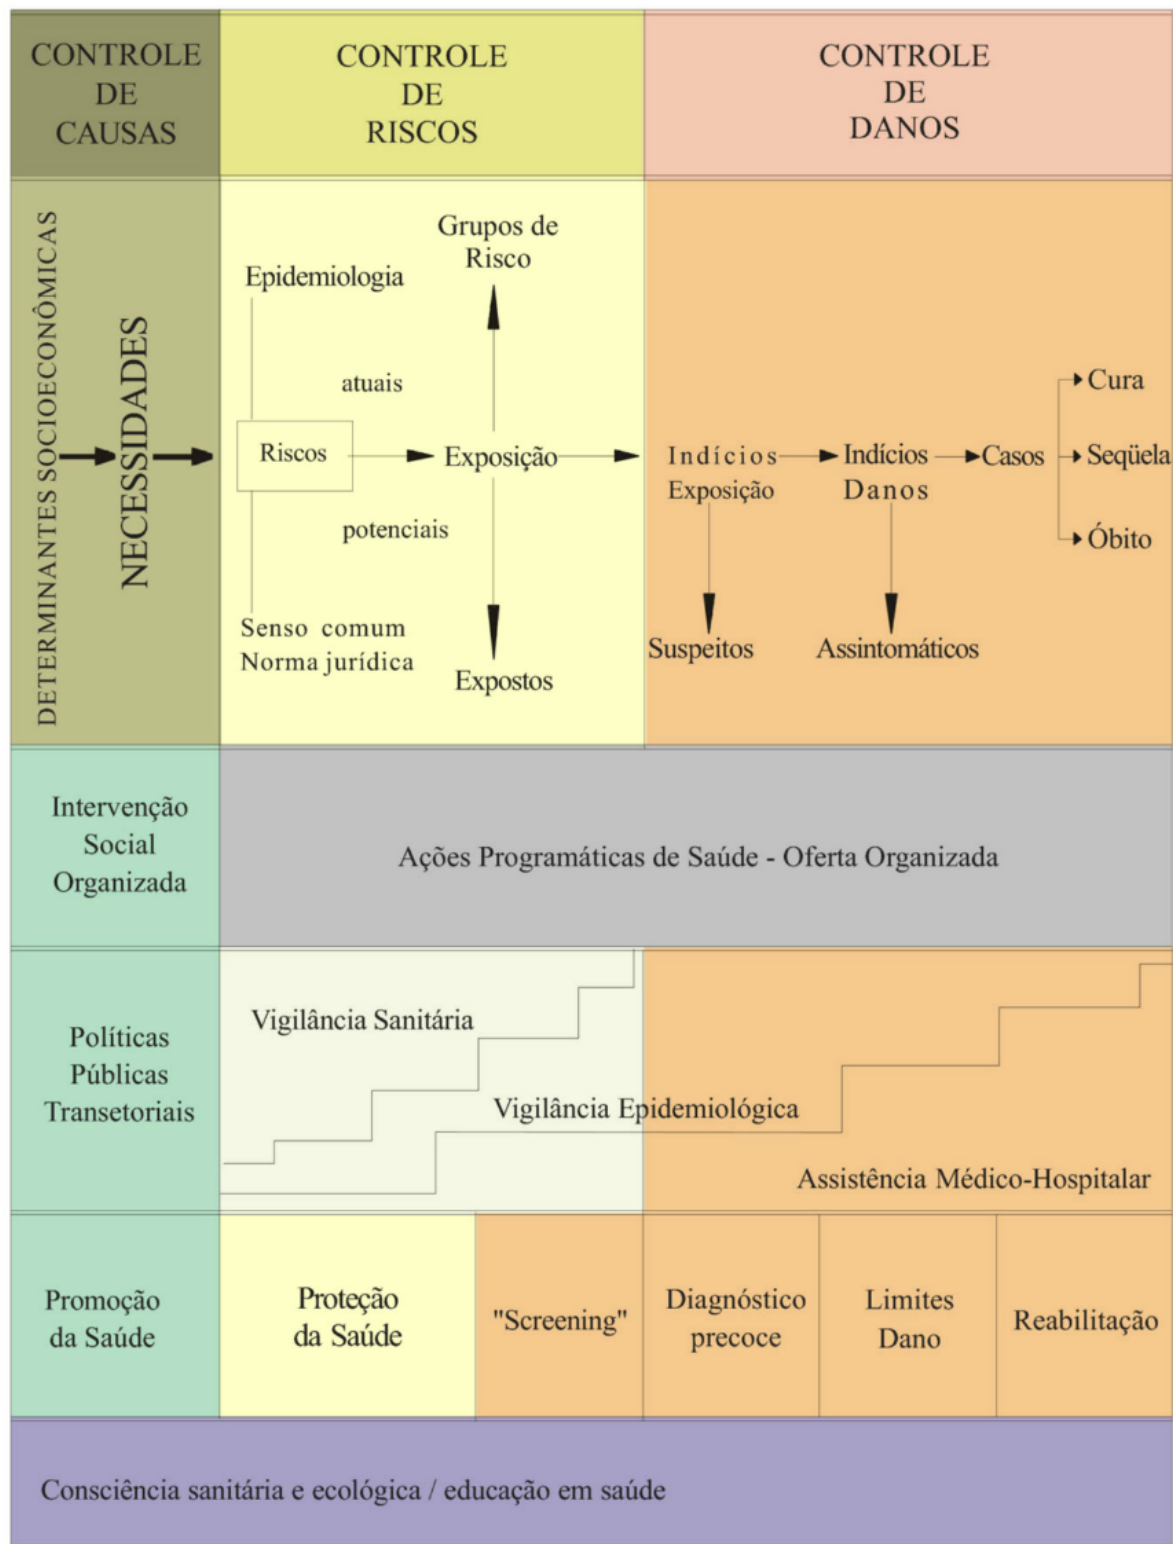 CONTROLE
DE
CAUSAS
CONTROLE
DE
RISCOS
CONTROLE
DE
DANOS
DETERMINANTES SOCIOECONÔMICAS
NECESSIDADES
Epidemiologia
Grupos de
Risco
atuais
Riscos
Exposição
potenciais
Senso comum
Norma jurídica
Expostos
Indícios
Exposição
Indícios
Danos
Casos
Cura
Seqüela
Óbito
Suspeitos
Assintomáticos
Intervenção
Social
Organizada
Ações Programáticas de Saúde - Oferta Organizada
Políticas
Públicas
Transetoriais
Vigilância Sanitária
Vigilância Epidemiológica
Assistência Médico-Hospitalar
Promoção
da Saúde
Proteção
da Saúde
"Screening"
Diagnóstico
precoce
Limites
Dano
Reabilitação
Consciência sanitária e ecológica / educação em saúde